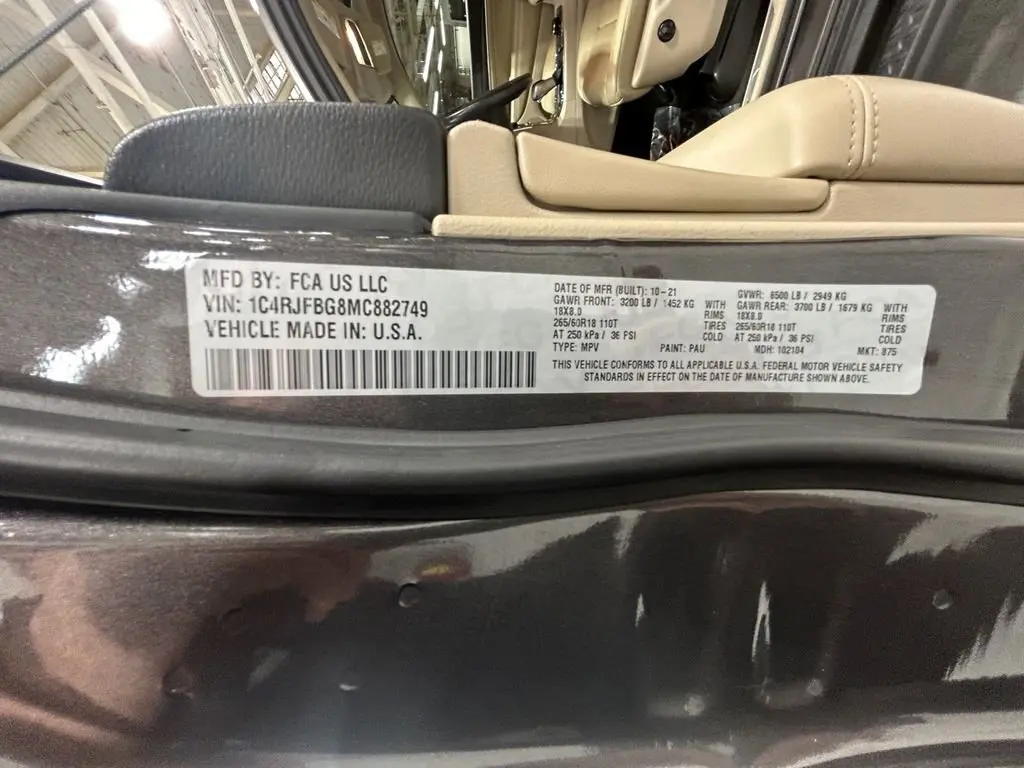 MFD BY: FCA US LLC
VIN: 1C4RJFBG8MC882749
VEHICLE MADE IN: U.S.A.
DATE OF MFR (BUILT): 10-21
GVWR: 6500 LB / 2949 KG
GAWR FRONT: 3200 LB / 1452 KG WITH
GAWR REAR: 3700 LB / 1679 KG WITH
18X8.0 RIMS
18X8.0 RIMS
265/60R18 110T TIRES
265/60R18 110T TIRES
AT 250 kPa / 36 PSI COLD
AT 250 kPa / 36 PSI COLD
TYPE: MPV PAINT: PAU MDH: 102104 MKT: 875
THIS VEHICLE CONFORMS TO ALL APPLICABLE U.S.A. FEDERAL MOTOR VEHICLE SAFETY
STANDARDS IN EFFECT ON THE DATE OF MANUFACTURE SHOWN ABOVE.